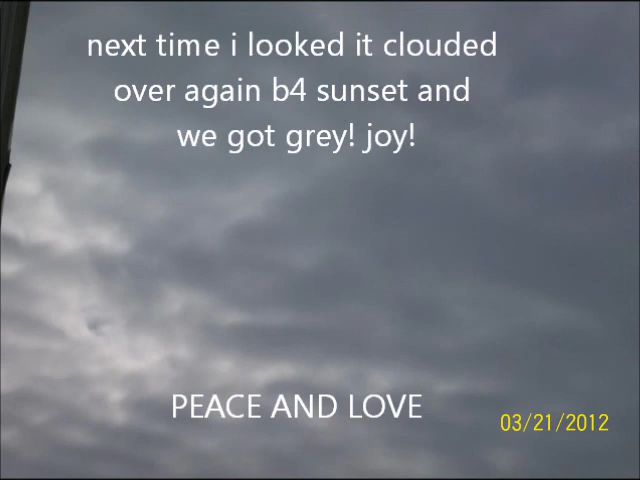 next time i looked it clouded
over again b4 sunset and
we got grey! joy!
PEACE AND LOVE
03/21/2012